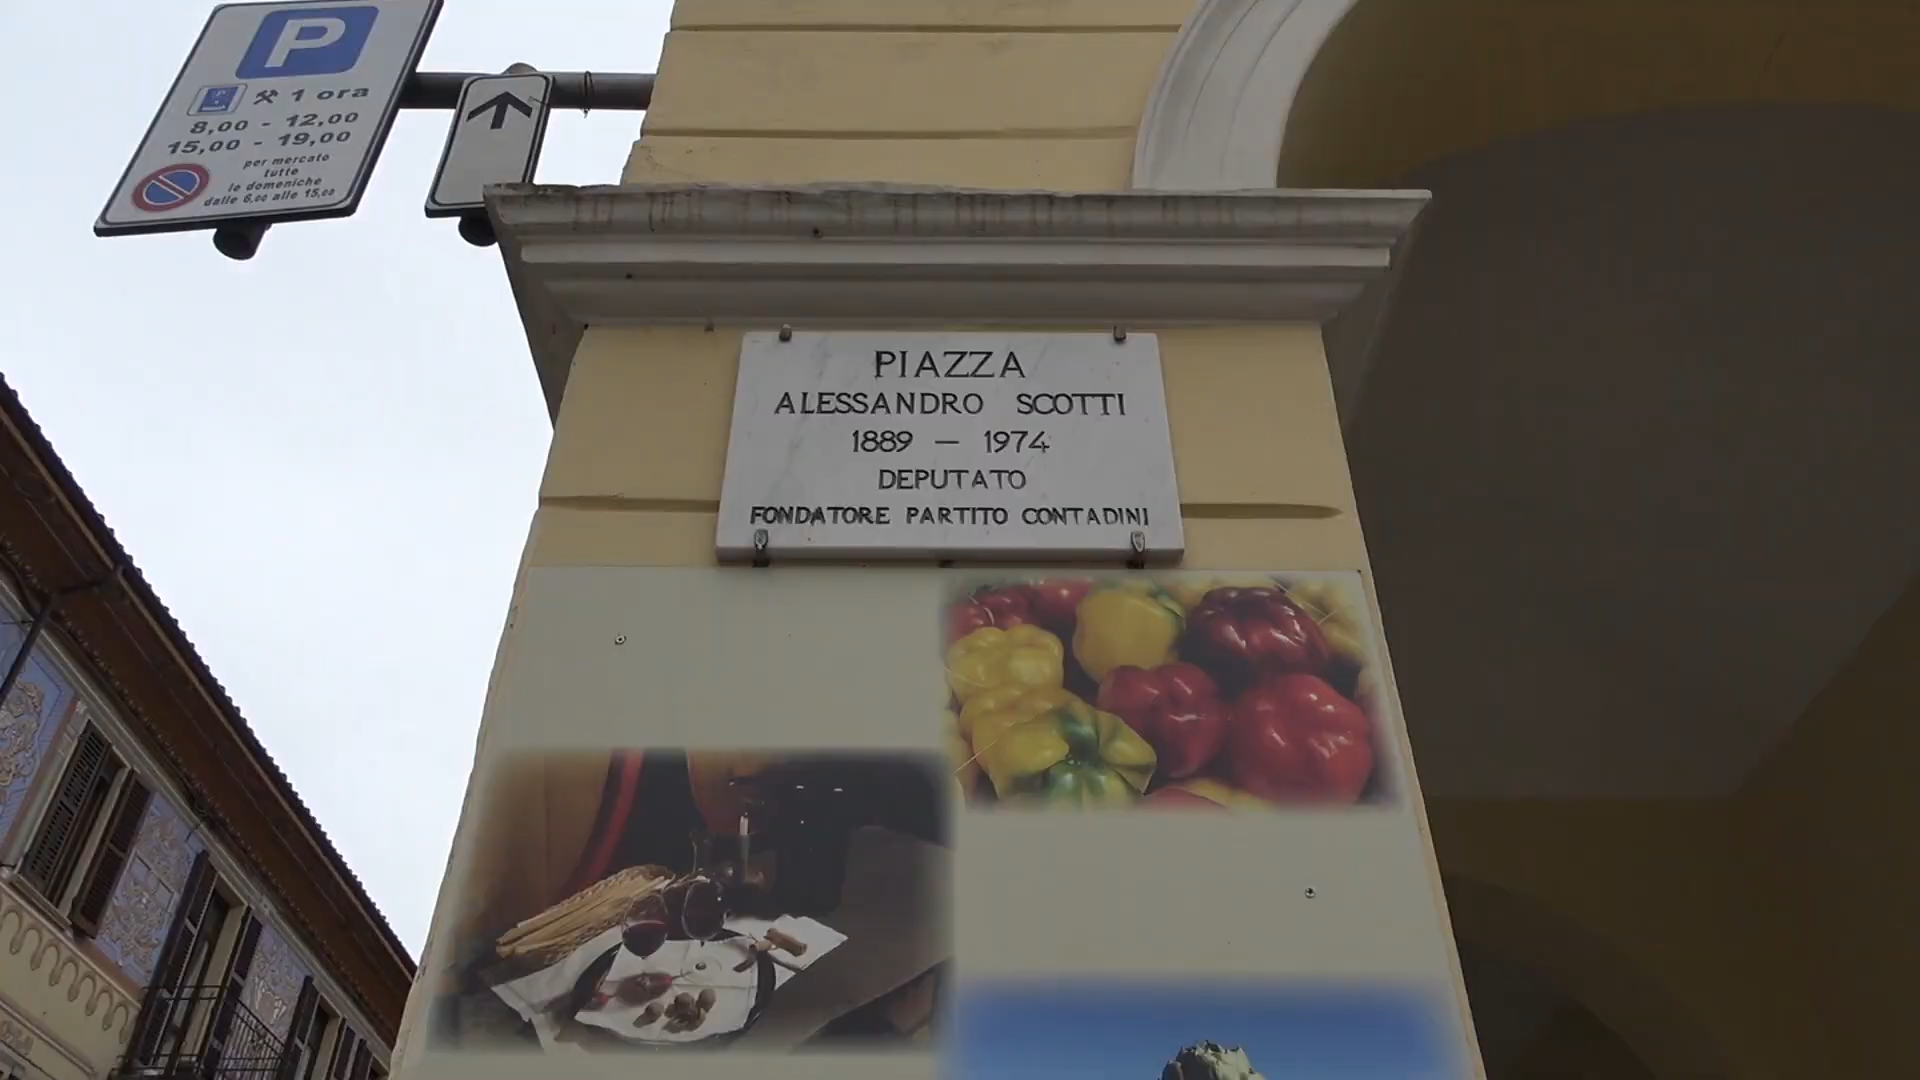 P
1 ora
8,00 - 12,00
15,00 - 19,00
per mercato
tutte
le domeniche
dalle 6,00 alle 15,00
PIAZZA
ALESSANDRO SCOTTI
1889 – 1974
DEPUTATO
FONDATORE PARTITO CONTADINI